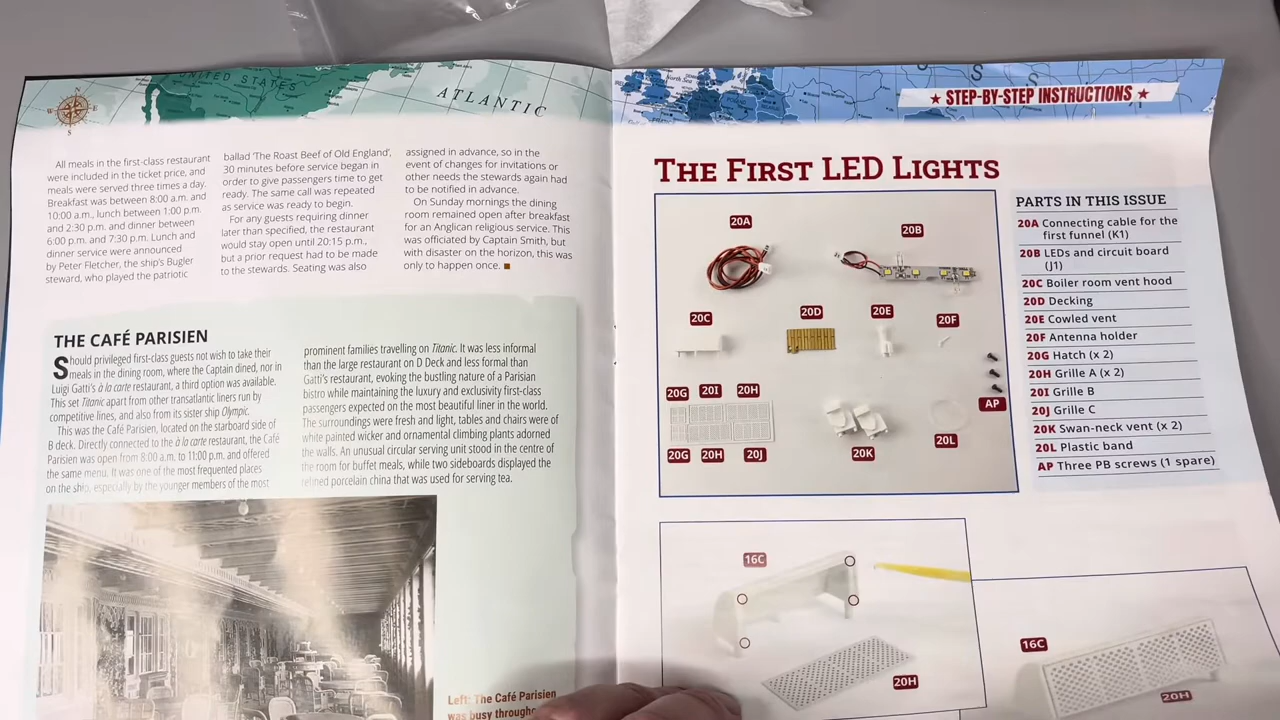 UNITED STATES
ATLANTIC
N
W
E
S
All meals in the first-class restaurant
were included in the ticket price, and
meals were served three times a day.
Breakfast was between 8:00 a.m. and
10:00 a.m., lunch between 1:00 p.m.
and 2:30 p.m. and dinner between
6:00 p.m. and 7:30 p.m. Lunch and
dinner service were announced
by Peter Fletcher, the ship's Bugler
steward, who played the patriotic
ballad 'The Roast Beef of Old England',
30 minutes before service began in
order to give passengers time to get
ready. The same call was repeated
as service was ready to begin.
For any guests requiring dinner
later than specified, the restaurant
would stay open until 20:15 p.m.,
but a prior request had to be made
to the stewards. Seating was also
assigned in advance, so in the
event of changes for invitations or
other needs the stewards again had
to be notified in advance.
On Sunday mornings the dining
room remained open after breakfast
for an Anglican religious service. This
was officiated by Captain Smith, but
with disaster on the horizon, this was
only to happen once.
THE CAFÉ PARISIEN
Should privileged first-class guests not wish to take their
meals in the dining room, where the Captain dined, nor in
Luigi Gatti's à la carte restaurant, a third option was available.
This set Titanic apart from other transatlantic liners run by
competitive lines, and also from its sister ship Olympic.
This was the Café Parisien, located on the starboard side of
B deck. Directly connected to the à la carte restaurant, the Café
Parisien was open from 8:00 a.m. to 11:00 p.m. and offered
the same menu. It was one of the most frequented places
on the ship, especially by the younger members of the most
prominent families travelling on Titanic. It was less informal
than the large restaurant on D Deck and less formal than
Gatti's restaurant, evoking the bustling nature of a Parisian
bistro while maintaining the luxury and exclusivity first-class
passengers expected on the most beautiful liner in the world.
The surroundings were fresh and light, tables and chairs were of
white painted wicker and ornamental climbing plants adorned
the walls. An unusual circular serving unit stood in the centre of
the room for buffet meals, while two sideboards displayed the
refined porcelain china that was used for serving tea.
Left: The Café Parisien
was busy
North Sea
S
S
★ STEP-BY-STEP INSTRUCTIONS ★
THE FIRST LED LIGHTS
20A
20B
20C
20D
20E
20F
20G
20I
20H
AP
20G
20H
20J
20K
20L
PARTS IN THIS ISSUE
20A Connecting cable for the
first funnel (K1)
20B LEDs and circuit board
(J1)
20C Boiler room vent hood
20D Decking
20E Cowled vent
20F Antenna holder
20G Hatch (x 2)
20H Grille A (x 2)
20I Grille B
20J Grille C
20K Swan-neck vent (x 2)
20L Plastic band
AP Three PB screws (1 spare)
16C
20H
16C
20H